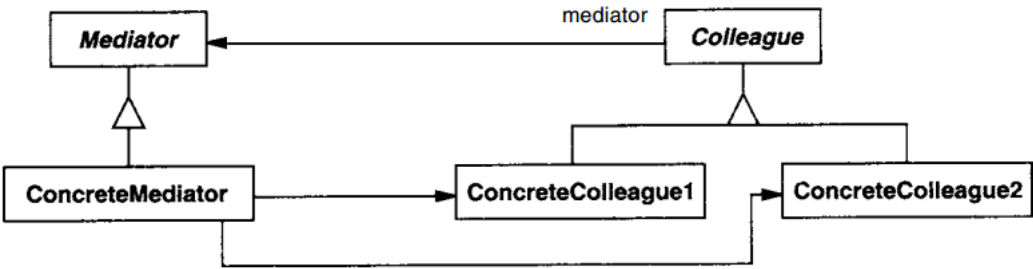 mediator
Mediator
Colleague
ConcreteMediator
ConcreteColleague1
ConcreteColleague2